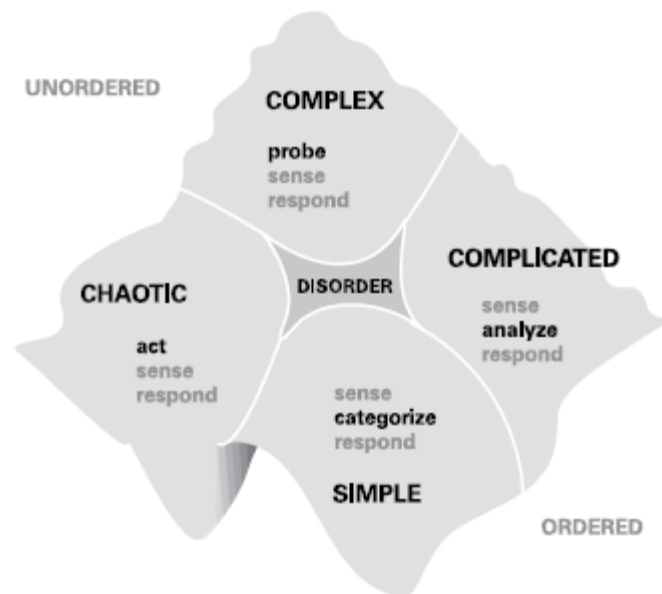 UNORDERED
COMPLEX
probe
sense
respond
COMPLICATED
sense
analyze
respond
DISORDER
CHAOTIC
act
sense
respond
sense
categorize
respond
SIMPLE
ORDERED